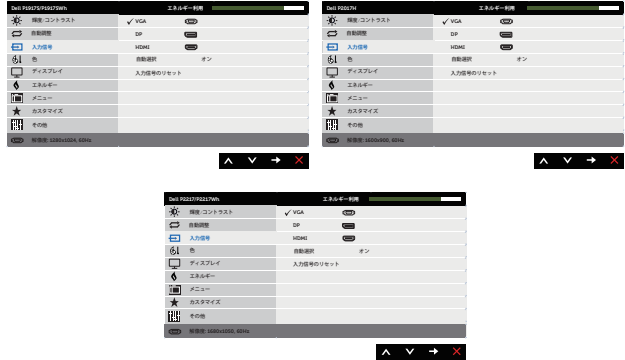 Dell P1917S/P1917SWh エネルギー利用
輝度/コントラスト ✓ VGA
自動調整 DP
入力信号 HDMI
色 自動選択 オン
ディスプレイ 入力信号のリセット
エネルギー
メニュー
カスタマイズ
その他
解像度: 1280x1024, 60Hz
Dell P2017H エネルギー利用
輝度/コントラスト ✓ VGA
自動調整 DP
入力信号 HDMI
色 自動選択 オン
ディスプレイ 入力信号のリセット
エネルギー
メニュー
カスタマイズ
その他
解像度: 1600x900, 60Hz
Dell P2217/P2217Wh エネルギー利用
輝度/コントラスト ✓ VGA
自動調整 DP
入力信号 HDMI
色 自動選択 オン
ディスプレイ 入力信号のリセット
エネルギー
メニュー
カスタマイズ
その他
解像度: 1680x1050, 60Hz